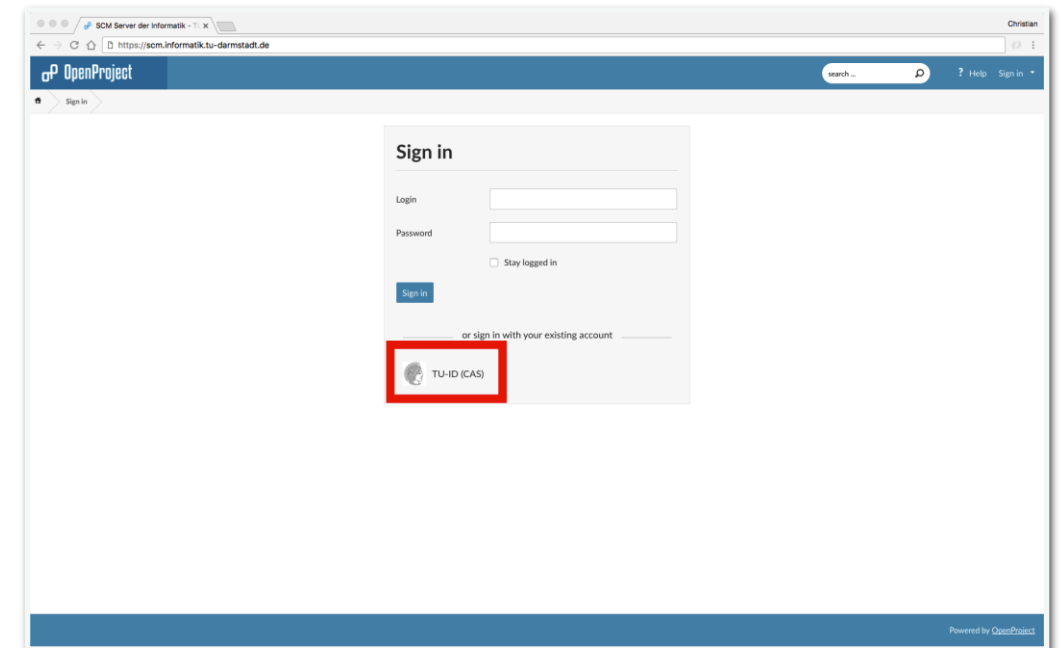 SCM Server der Informatik – T
Christian
https://scm.informatik.tu-darmstadt.de
OpenProject
search ...
? Help
Sign in
Sign in
Sign in
Login
Password
Stay logged in
Sign in
or sign in with your existing account
TU-ID (CAS)
Powered by OpenProject